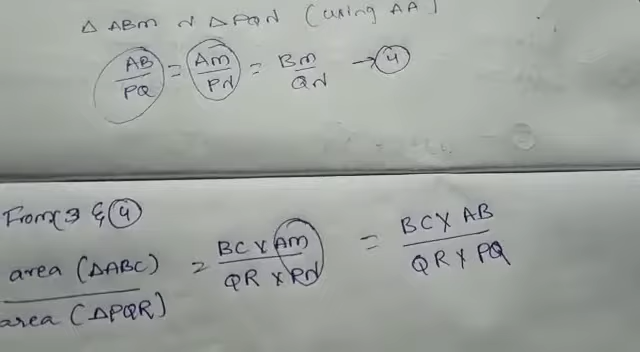 Δ ABM ~ Δ PQN (using AA)
AB/PQ = AM/PN = BM/QN → 4
From 3 & 4
area (ΔABC)/area (ΔPQR) = BC X AM/QR X PN = BC X AB/QR X PQ